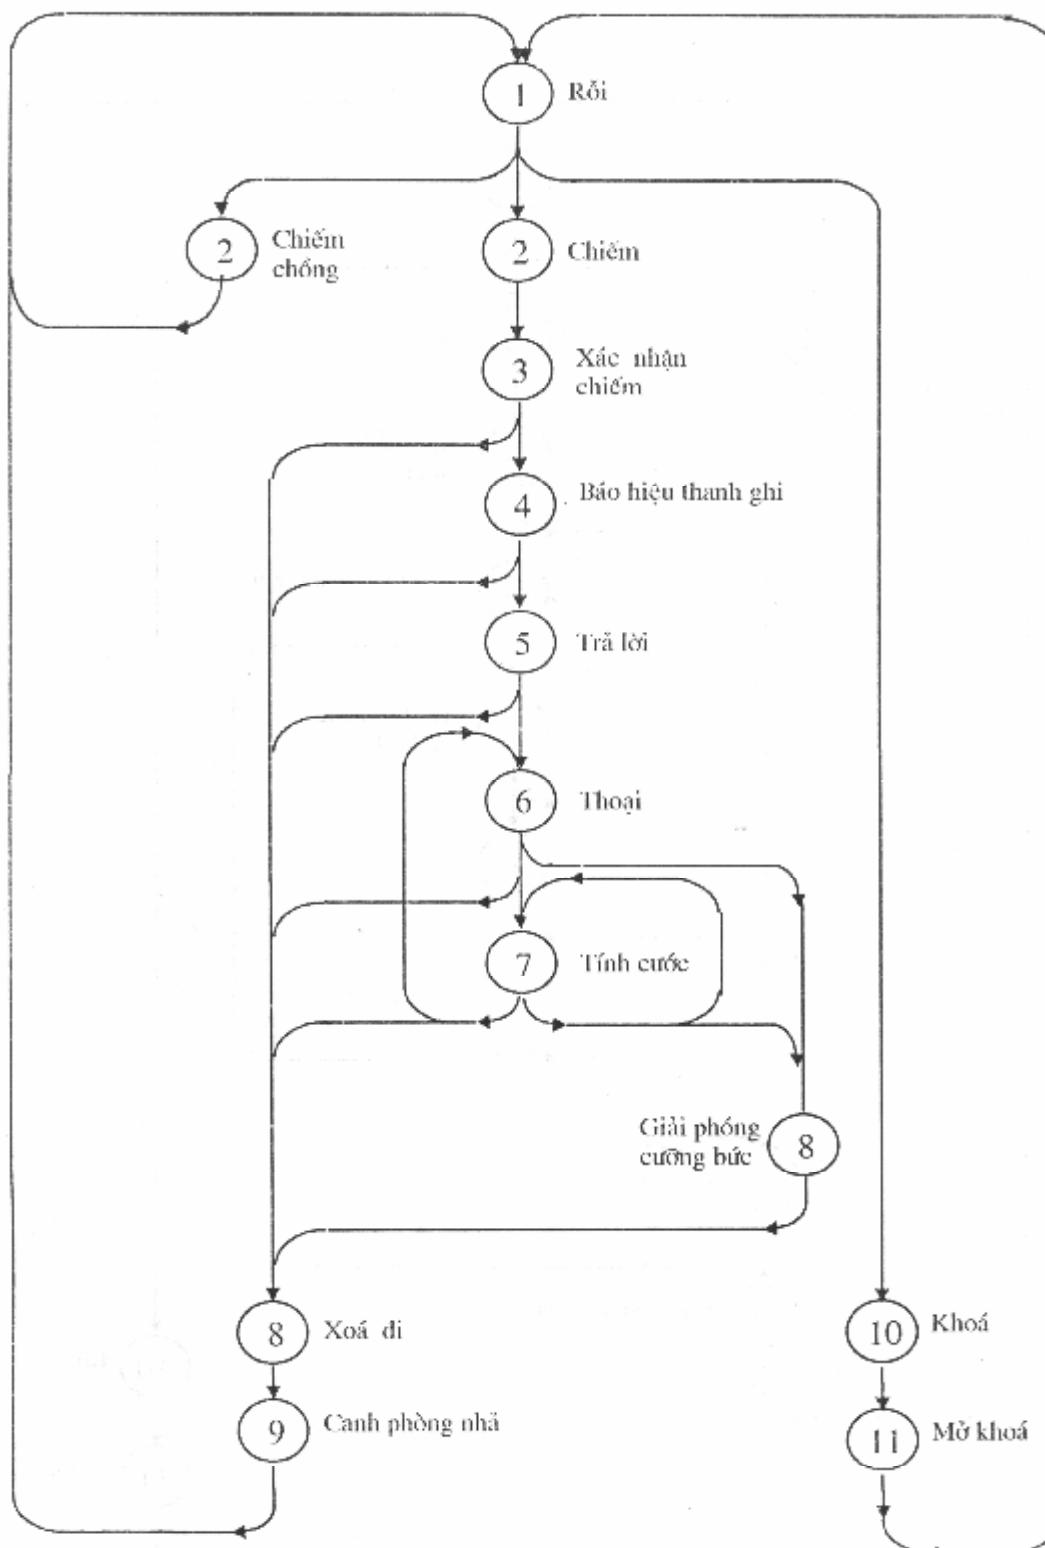 1 Rỗi
2 Chiếm
chồng
2 Chiếm
3 Xác nhận
chiếm
4 Báo hiệu thanh ghi
5 Trả lời
6 Thoại
7 Tính cước
Giải phóng
cưỡng bức 8
8 Xoá đi
10 Khoá
9 Canh phòng nhả
11 Mở khoá